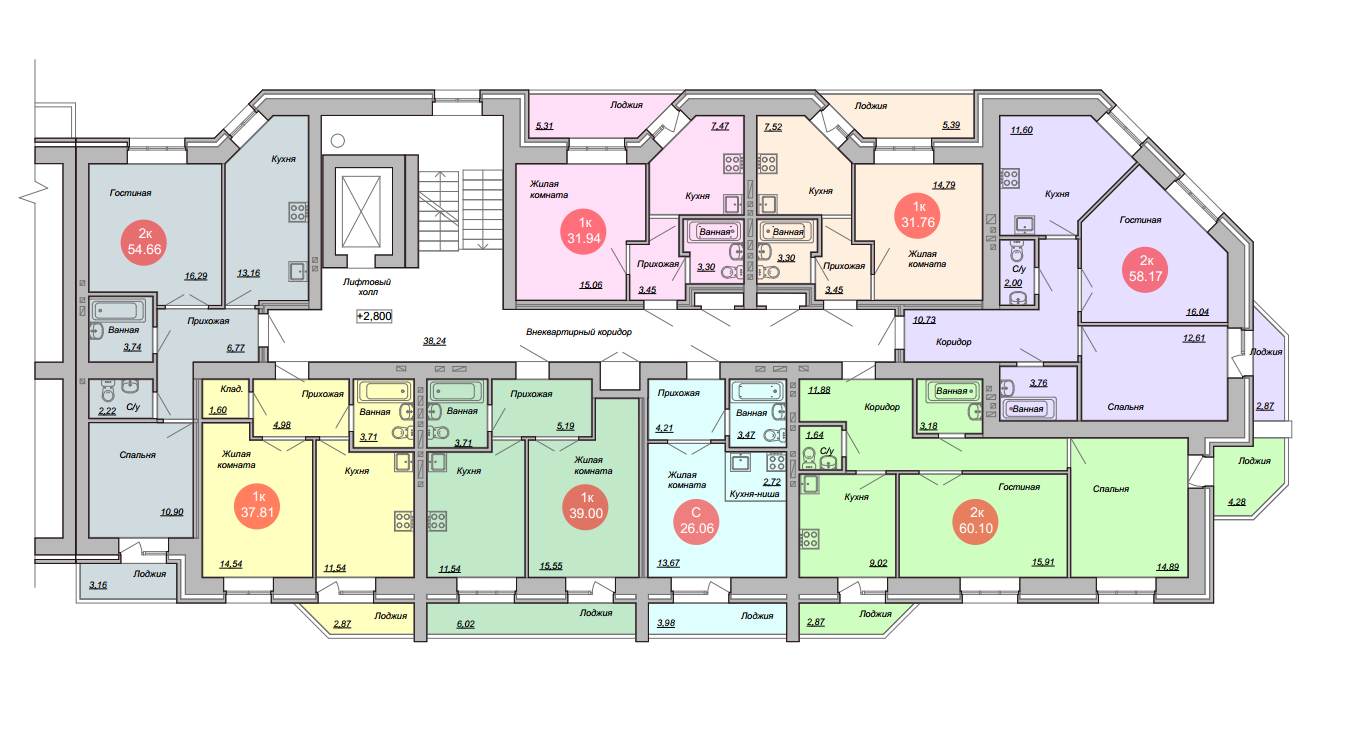 Гостиная
2к
54.66
16,29
Кухня
13,16
Ванная
3,74
Прихожая
6,77
2,22
С/у
Спальня
10,90
3,16
Лоджия
Лифтовый
холл
+2,800
Внеквартирный коридор
38,24
Лоджия
5,31
Жилая
комната
1к
31.94
15,06
7,47
Кухня
Ванная
3,30
Прихожая
3,45
Лоджия
5,39
7,52
Кухня
14,79
1к
31.76
Жилая
комната
Ванная
3,30
Прихожая
3,45
11,60
Кухня
С/у
2,00
Гостиная
2к
58.17
16,04
10,73
Коридор
12,61
Спальня
3,76
Ванная
Лоджия
2,87
Клад.
1,60
Прихожая
4,98
Ванная
3,71
Жилая
комната
1к
37.81
14,54
Кухня
11,54
2,87
Лоджия
Ванная
3,71
Прихожая
5,19
Кухня
11,54
Жилая
комната
1к
39.00
15,55
6,02
Лоджия
Прихожая
4,21
Ванная
3,47
Жилая
комната
2,72
Кухня-ниша
С
26.06
13,67
3,98
Лоджия
11,88
Коридор
Ванная
3,18
1,64
С/у
Кухня
9,02
Гостиная
2к
60.10
15,91
Спальня
14,89
Лоджия
4,28
2,87
Лоджия